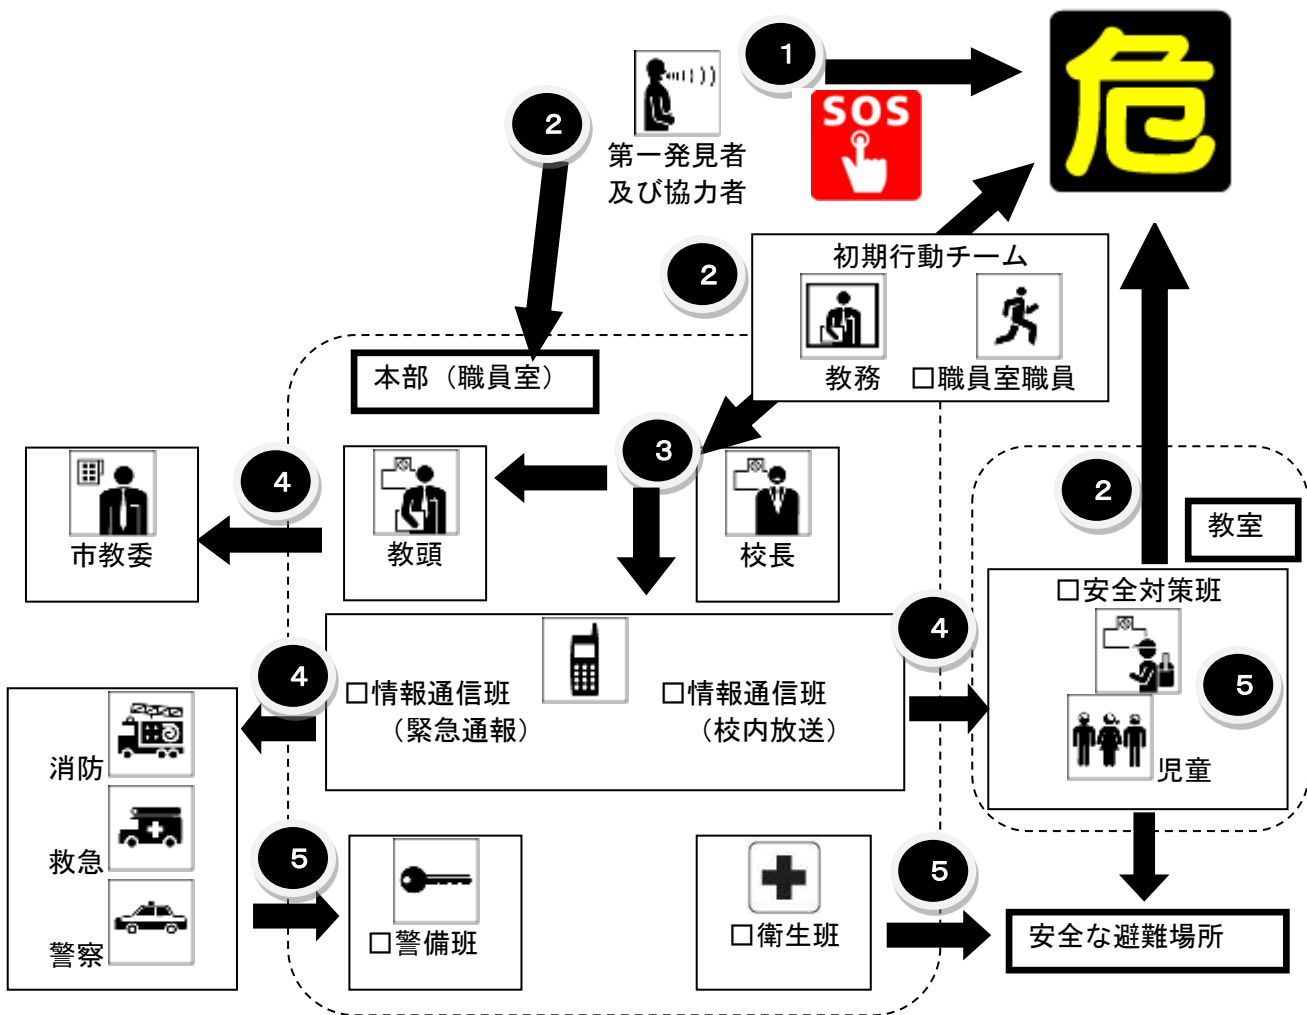 1
危
SOS
第一発見者
及び協力者
2
2
初期行動チーム
教務
□職員室職員
本部（職員室）
3
4
市教委
教頭
校長
2
教室
□安全対策班
5
児童
4
4
□情報通信班
（緊急通報）
□情報通信班
（校内放送）
消防
救急
警察
5
□警備班
□衛生班
5
安全な避難場所